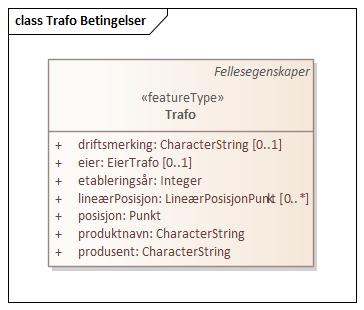 class Trafo Betingelser
Fellesegenskaper
«featureType»
Trafo
+ driftsmerking: CharacterString [0..1]
+ eier: EierTrafo [0..1]
+ etableringsår: Integer
+ lineærPosisjon: LineærPosisjonPunkt [0..*]
+ posisjon: Punkt
+ produktnavn: CharacterString
+ produsent: CharacterString